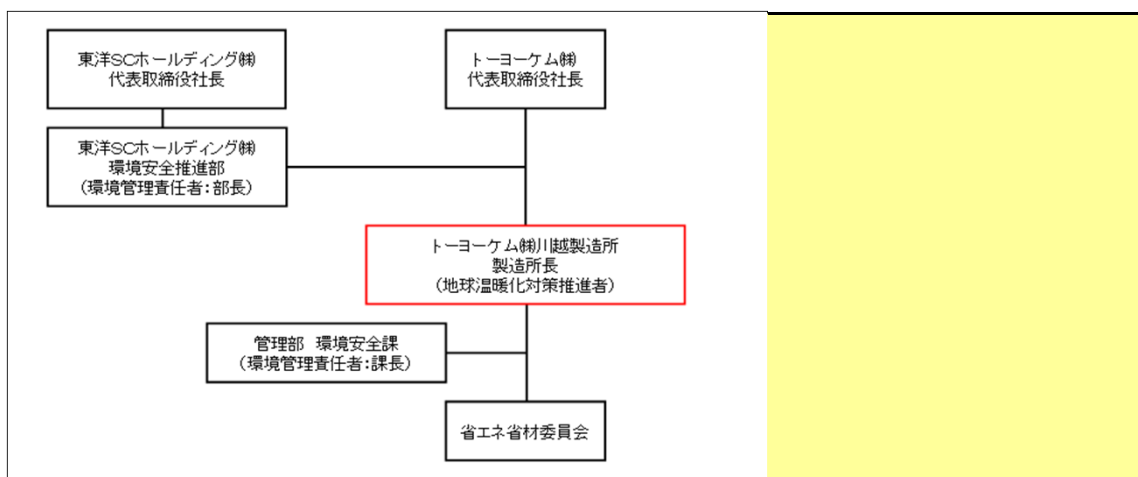 東洋SCホールディング㈱
代表取締役社長
トーヨーケム㈱
代表取締役社長
東洋SCホールディング㈱
環境安全推進部
(環境管理責任者:部長)
トーヨーケム㈱川越製造所
製造所長
(地球温暖化対策推進者)
管理部 環境安全課
(環境管理責任者:課長)
省エネ省材委員会